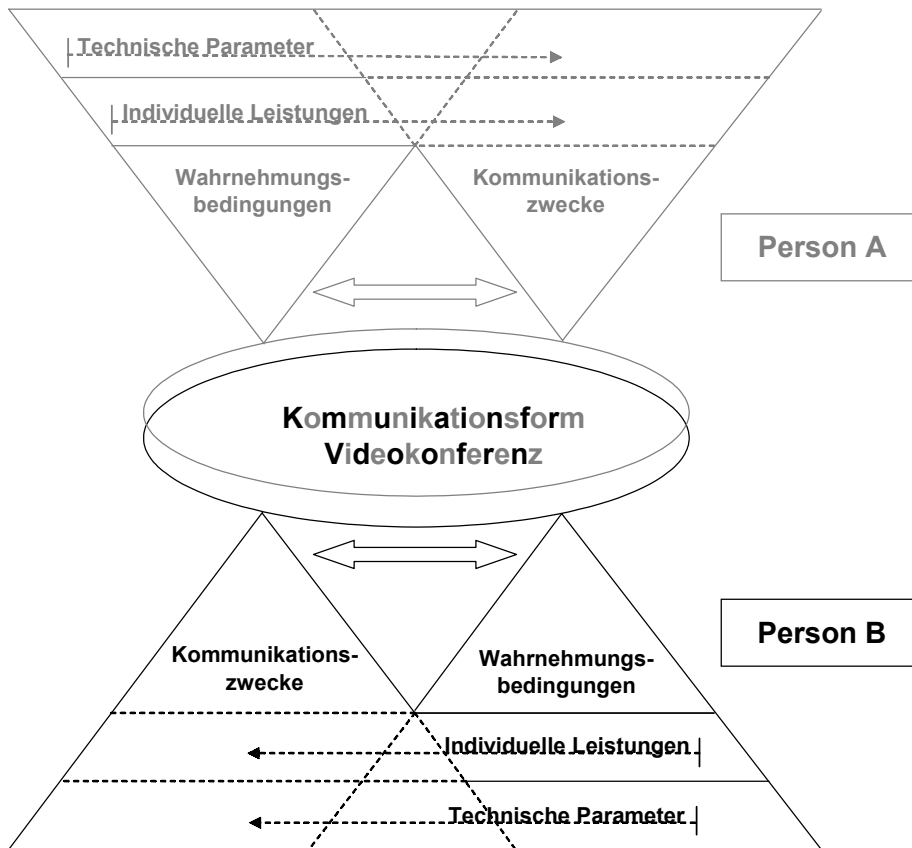 Technische Parameter
Individuelle Leistungen
Wahrnehmungs-
bedingungen
Kommunikations-
zwecke
Person A
Kommunikationsform
Videokonferenz
Person B
Kommunikations-
zwecke
Wahrnehmungs-
bedingungen
Individuelle Leistungen
Technische Parameter